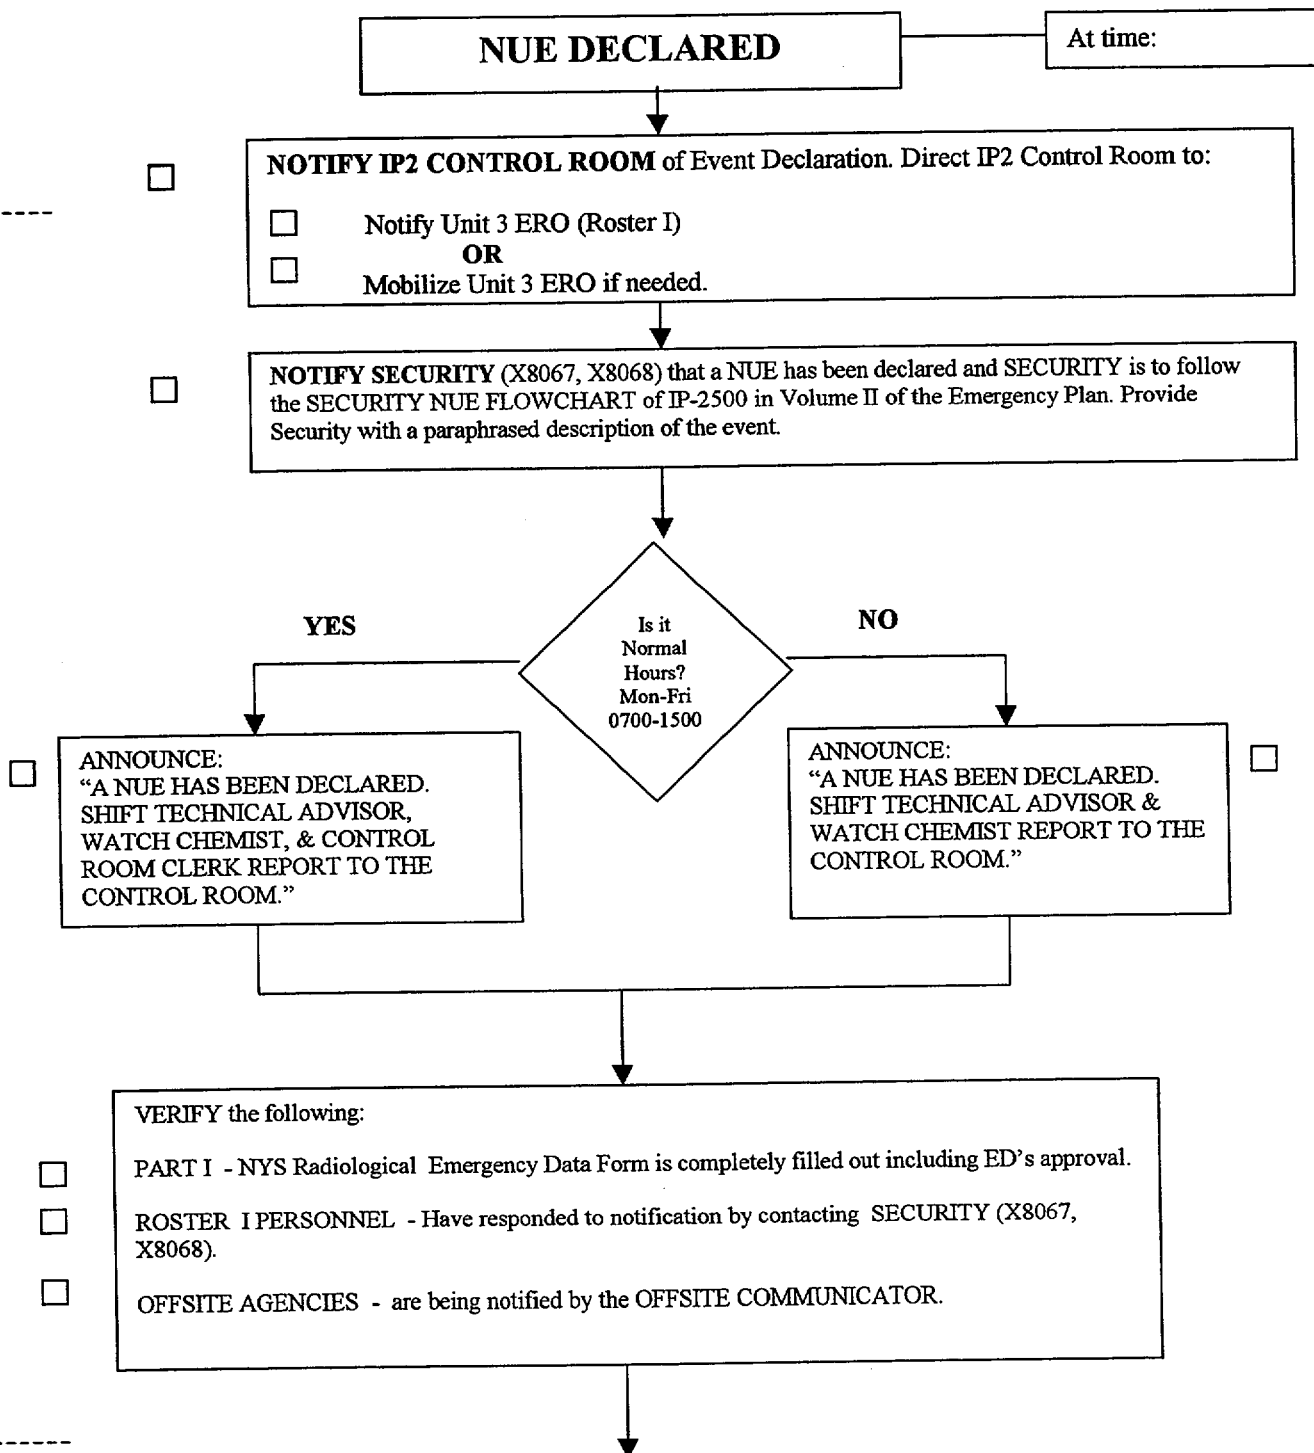 NUE DECLARED
At time:
NOTIFY IP2 CONTROL ROOM of Event Declaration. Direct IP2 Control Room to:
Notify Unit 3 ERO (Roster I)
OR
Mobilize Unit 3 ERO if needed.
NOTIFY SECURITY (X8067, X8068) that a NUE has been declared and SECURITY is to follow
the SECURITY NUE FLOWCHART of IP-2500 in Volume II of the Emergency Plan. Provide
Security with a paraphrased description of the event.
YES
NO
Is it
Normal
Hours?
Mon-Fri
0700-1500
ANNOUNCE:
“A NUE HAS BEEN DECLARED.
SHIFT TECHNICAL ADVISOR,
WATCH CHEMIST, & CONTROL
ROOM CLERK REPORT TO THE
CONTROL ROOM.”
ANNOUNCE:
“A NUE HAS BEEN DECLARED.
SHIFT TECHNICAL ADVISOR &
WATCH CHEMIST REPORT TO THE
CONTROL ROOM.”
VERIFY the following:
PART I - NYS Radiological Emergency Data Form is completely filled out including ED’s approval.
ROSTER I PERSONNEL - Have responded to notification by contacting SECURITY (X8067,
X8068).
OFFSITE AGENCIES - are being notified by the OFFSITE COMMUNICATOR.